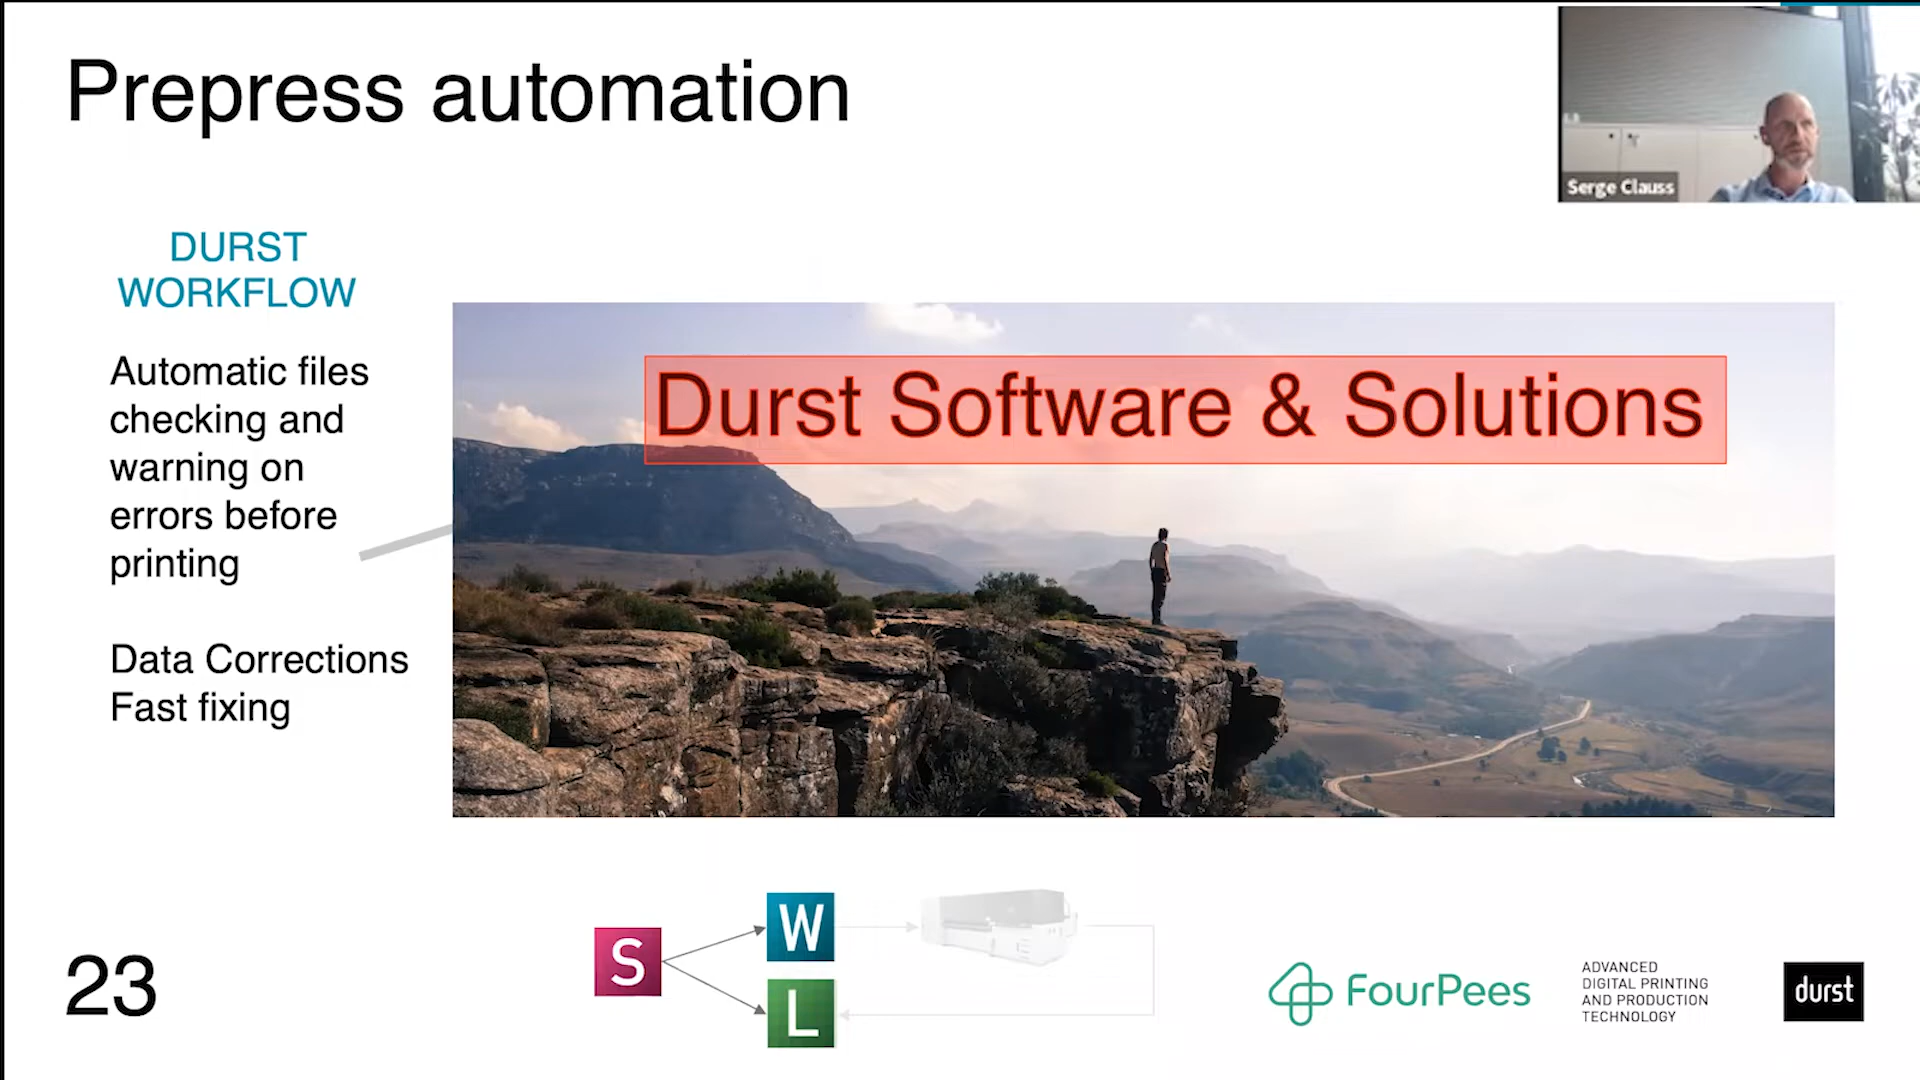 Prepress automation
Serge Clauss
DURST
WORKFLOW
Automatic files
checking and
warning on
errors before
printing
Data Corrections
Fast fixing
Durst Software & Solutions
S
W
L
23
FourPees
ADVANCED
DIGITAL PRINTING
AND PRODUCTION
TECHNOLOGY
durst